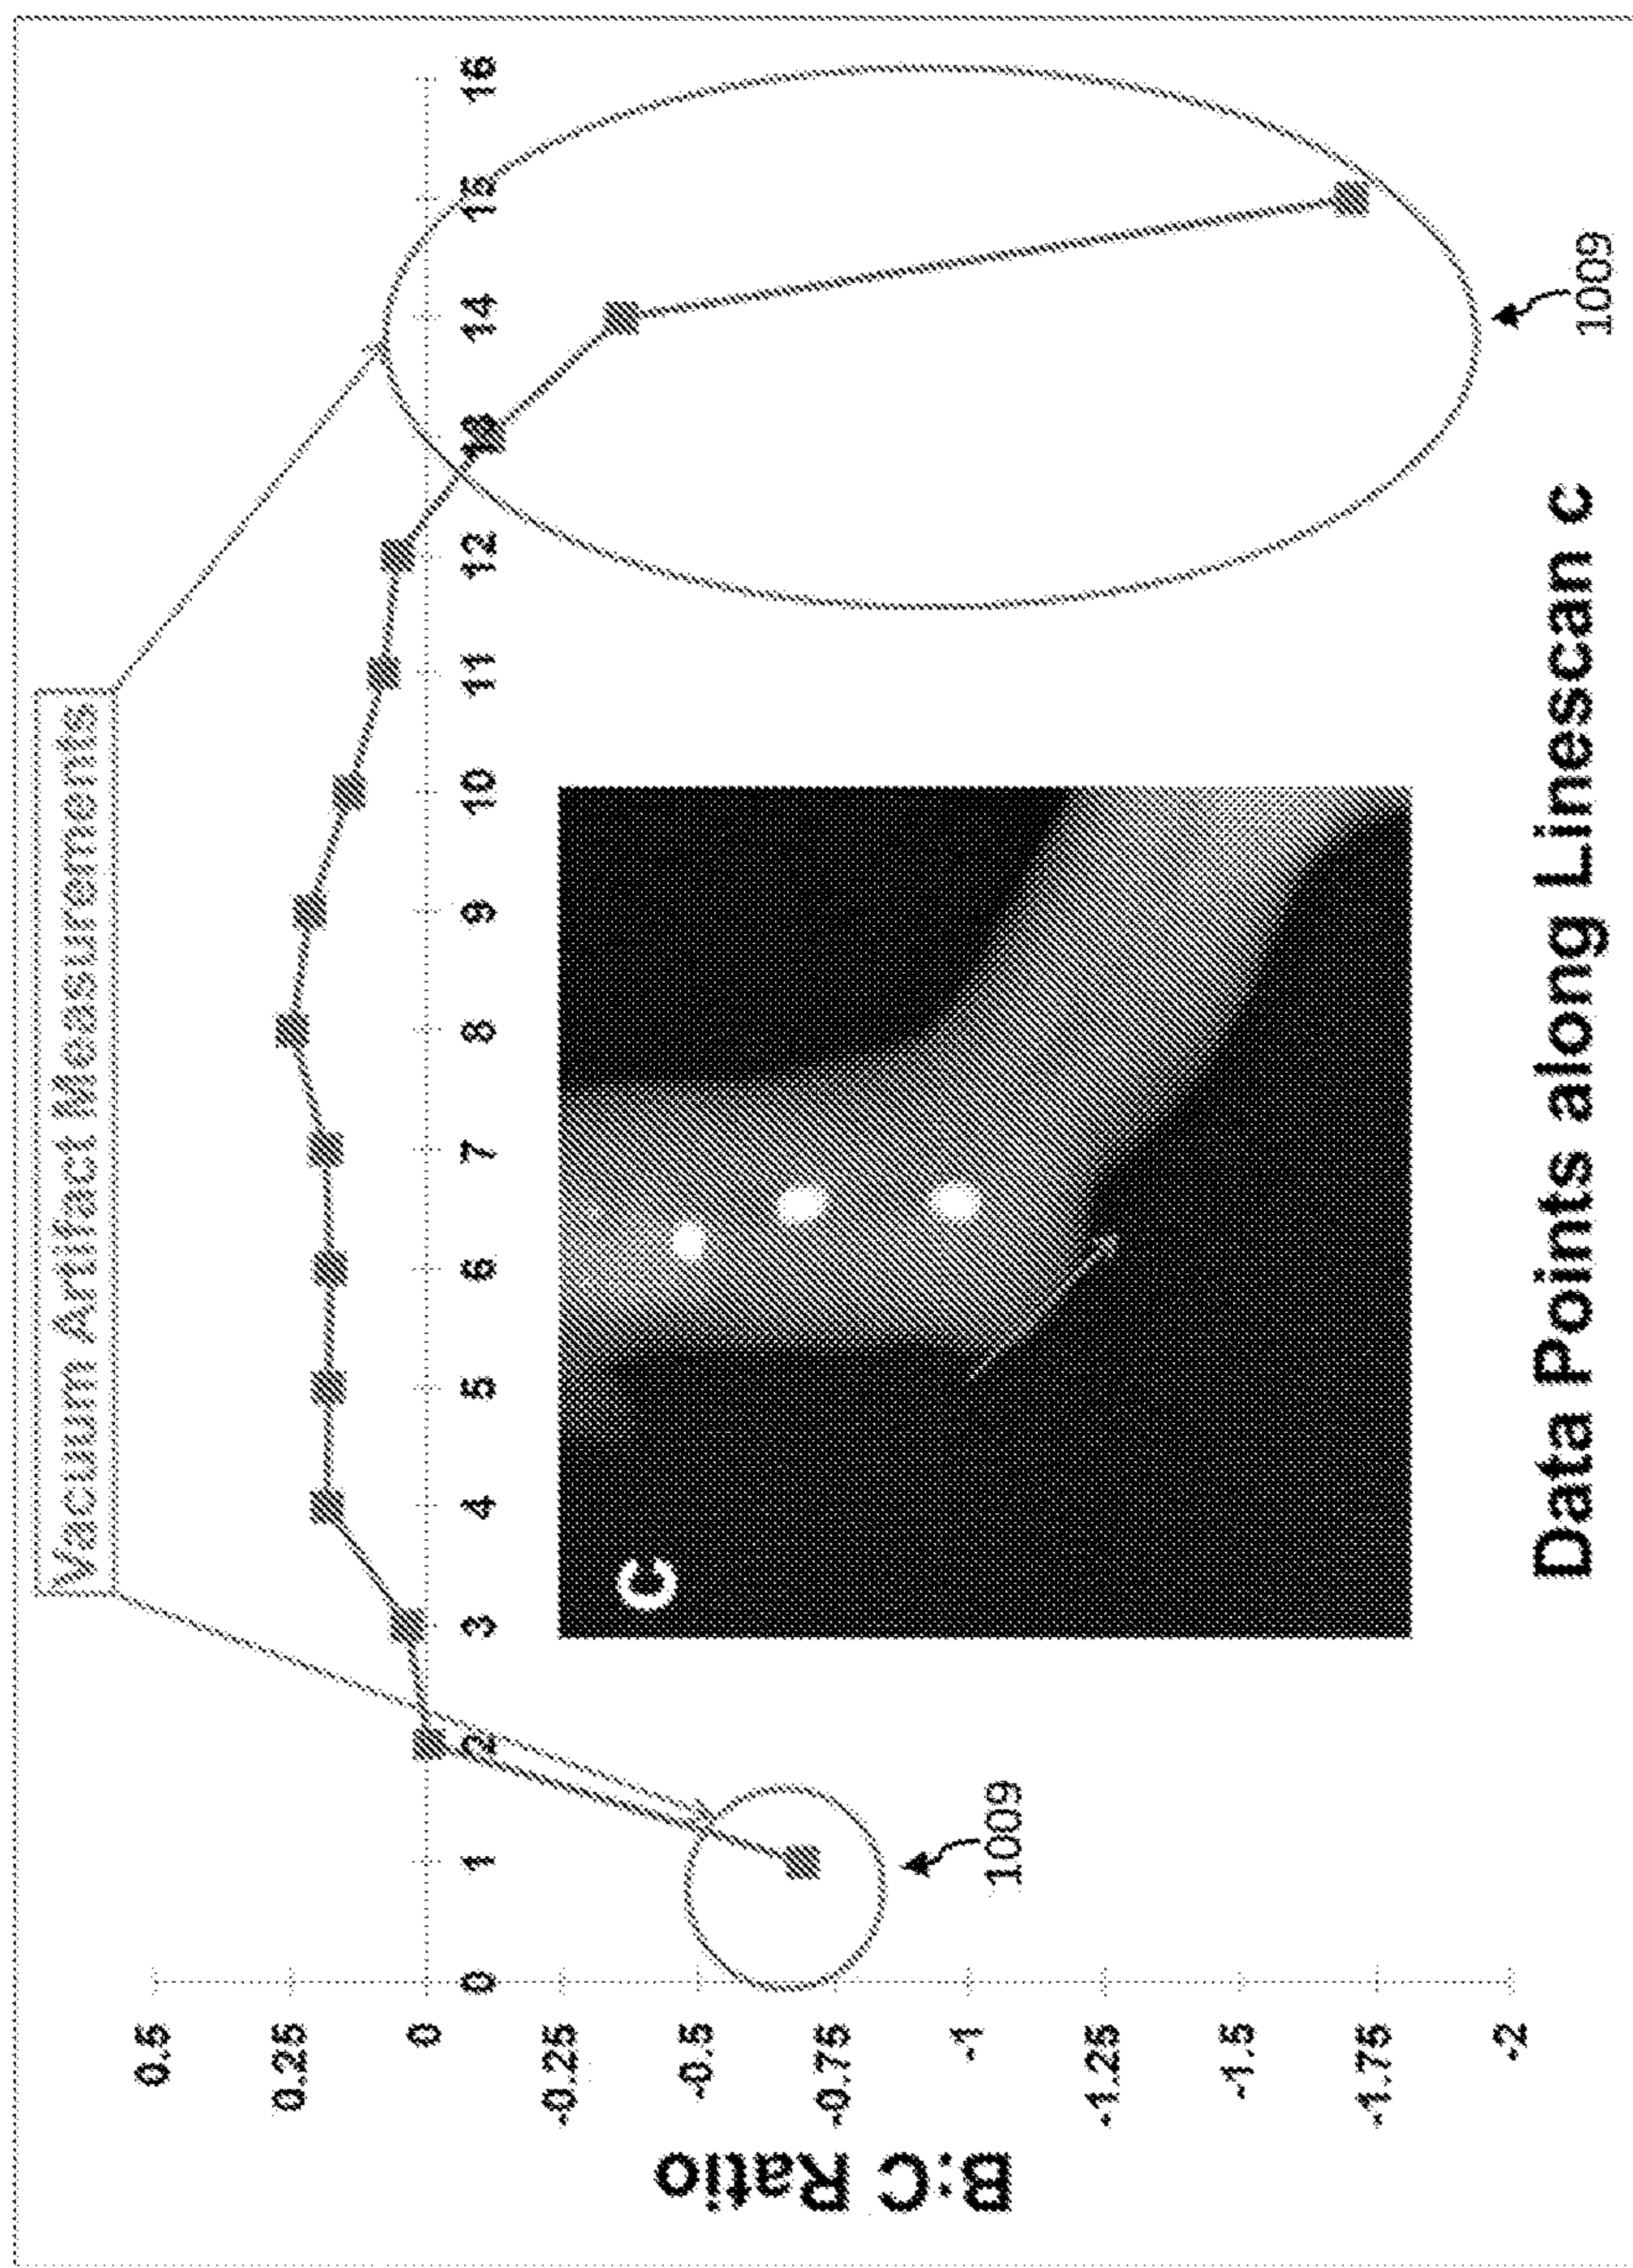 Vacuum Artifact Measurements
0.5
0.25
0
-0.25
-0.5
-0.75
-1
-1.25
-1.5
-1.75
-2
B:C Ratio
0 1 2 3 4 5 6 7 8 9 10 11 12 13 14 15 16
c
1009
1009
Data Points along Linescan c